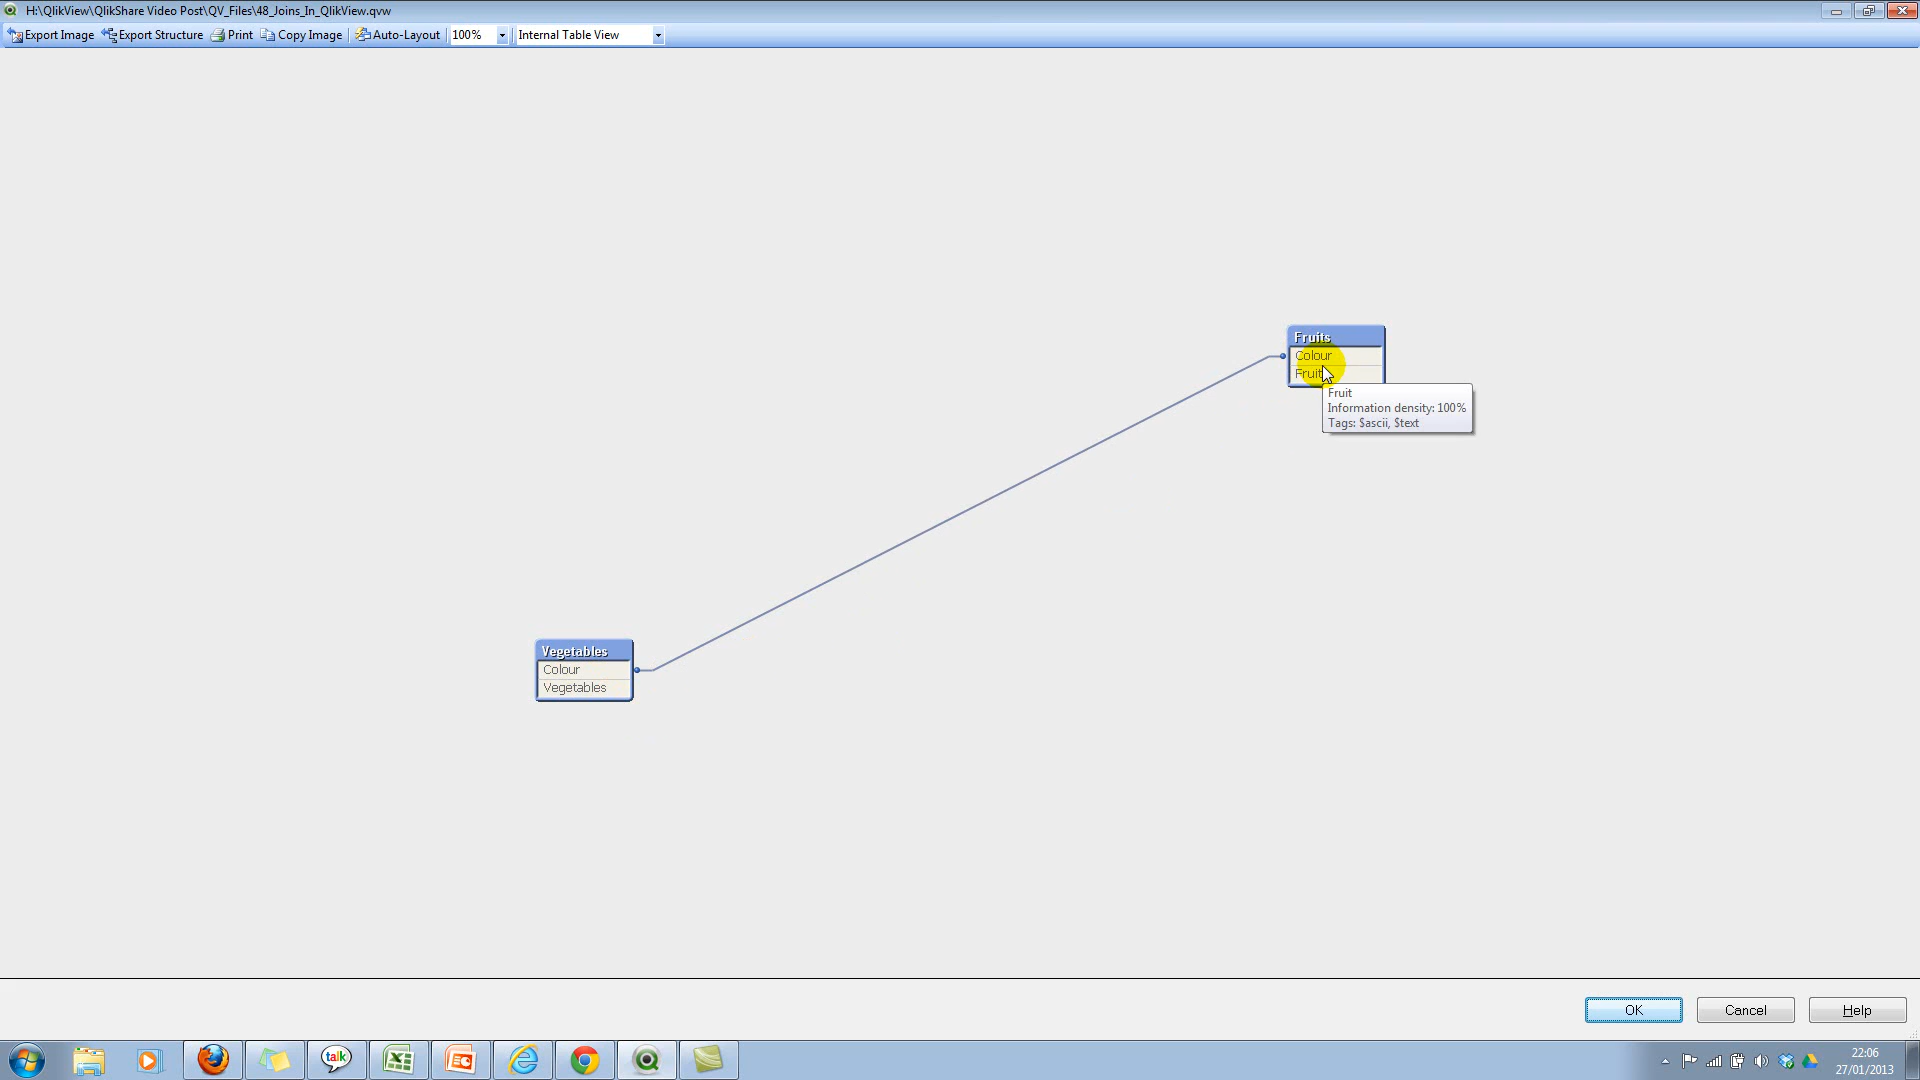 H:\QlikView\QlikShare Video Post\QV_Files\48_Joins_In_QlikView.qvw
Export Image Export Structure Print Copy Image Auto-Layout 100% Internal Table View
Fruits
Colour
Fruit
Fruit
Information density: 100%
Tags: $ascii, $text
Vegetables
Colour
Vegetables
OK Cancel Help
talk
22:06
27/01/2013